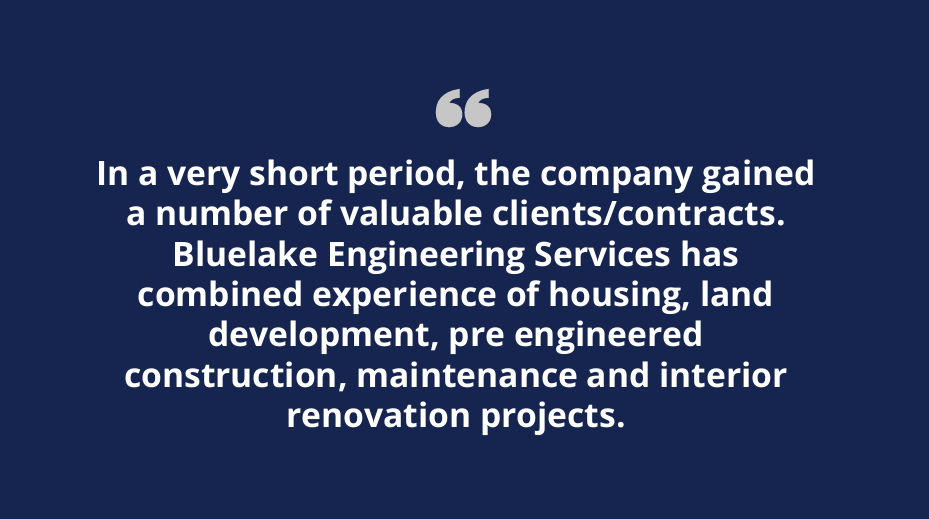 “
In a very short period, the company gained
a number of valuable clients/contracts.
Bluelake Engineering Services has
combined experience of housing, land
development, pre engineered
construction, maintenance and interior
renovation projects.